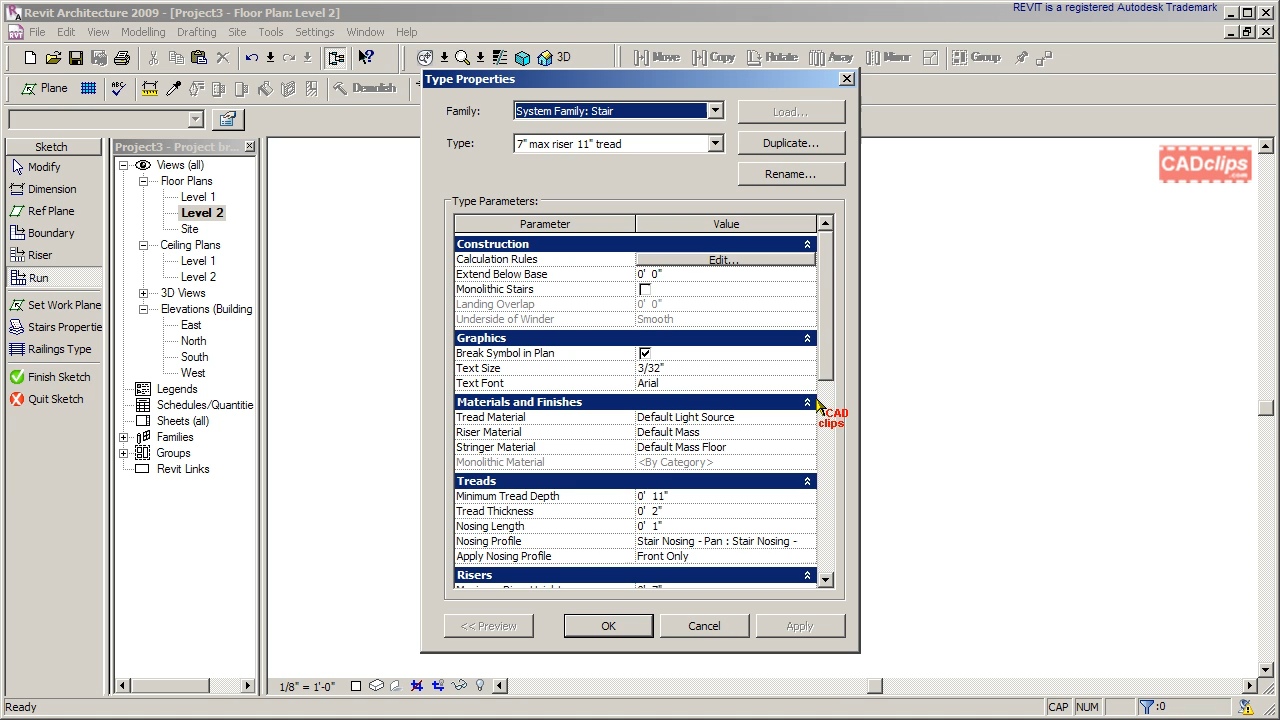 Revit Architecture 2009 - [Project3 - Floor Plan: Level 2]
REVIT is a registered Autodesk Trademark
File Edit View Modelling Drafting Site Tools Settings Window Help
3D Move Copy Rotate Array Mirror Group
Plane Demolish
Sketch
Modify
Dimension
Ref Plane
Boundary
Riser
Run
Set Work Plane
Stairs Propertie
Railings Type
Finish Sketch
Quit Sketch
Project3 - Project br...
Views (all)
Floor Plans
Level 1
Level 2
Site
Ceiling Plans
Level 1
Level 2
3D Views
Elevations (Building
East
North
South
West
Legends
Schedules/Quantitie
Sheets (all)
Families
Groups
Revit Links
Type Properties
Family: System Family: Stair Load...
Type: 7" max riser 11" tread Duplicate...
Rename...
Type Parameters:
Parameter Value
Construction
Calculation Rules Edit...
Extend Below Base 0' 0"
Monolithic Stairs
Landing Overlap 0' 0"
Underside of Winder Smooth
Graphics
Break Symbol in Plan
Text Size 3/32"
Text Font Arial
Materials and Finishes
Tread Material Default Light Source
Riser Material Default Mass
Stringer Material Default Mass Floor
Monolithic Material <By Category>
Treads
Minimum Tread Depth 0' 11"
Tread Thickness 0' 2"
Nosing Length 0' 1"
Nosing Profile Stair Nosing - Pan : Stair Nosing -
Apply Nosing Profile Front Only
Risers
<< Preview OK Cancel Apply
CADclips
.com
CAD
clips
1/8" = 1'-0"
Ready CAP NUM :0